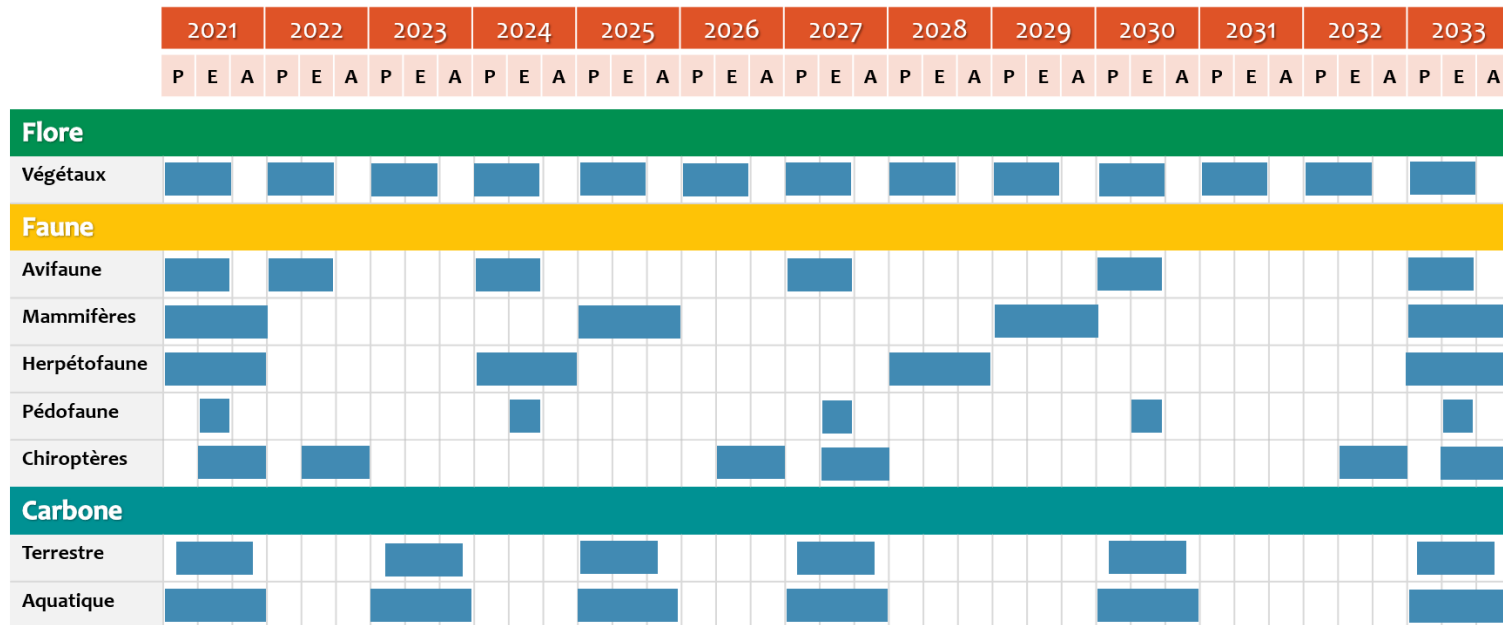 2021 2022 2023 2024 2025 2026 2027 2028 2029 2030 2031 2032 2033
P E A P E A P E A P E A P E A P E A P E A P E A P E A P E A P E A P E A P E A
Flore
Végétaux
Faune
Avifaune
Mammifères
Herpétofaune
Pédofaune
Chiroptères
Carbone
Terrestre
Aquatique